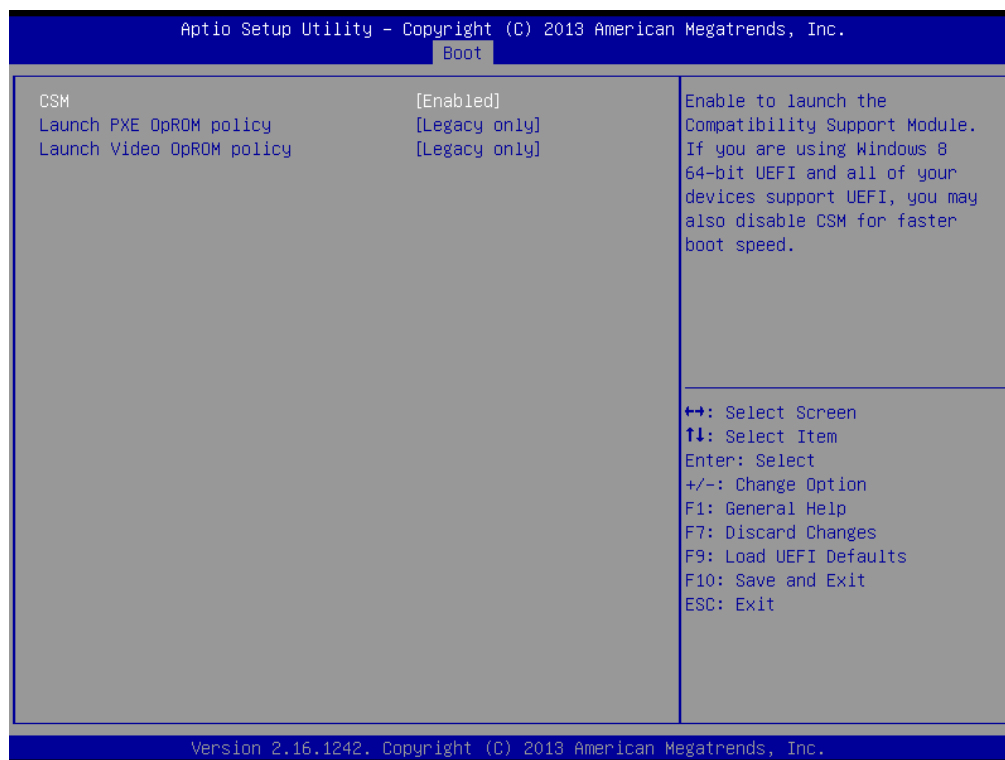 Aptio Setup Utility – Copyright (C) 2013 American Megatrends, Inc.
Boot
CSM [Enabled]
Launch PXE OpROM policy [Legacy only]
Launch Video OpROM policy [Legacy only]
Enable to launch the
Compatibility Support Module.
If you are using Windows 8
64-bit UEFI and all of your
devices support UEFI, you may
also disable CSM for faster
boot speed.
↔: Select Screen
↑↓: Select Item
Enter: Select
+/-: Change Option
F1: General Help
F7: Discard Changes
F9: Load UEFI Defaults
F10: Save and Exit
ESC: Exit
Version 2.16.1242. Copyright (C) 2013 American Megatrends, Inc.